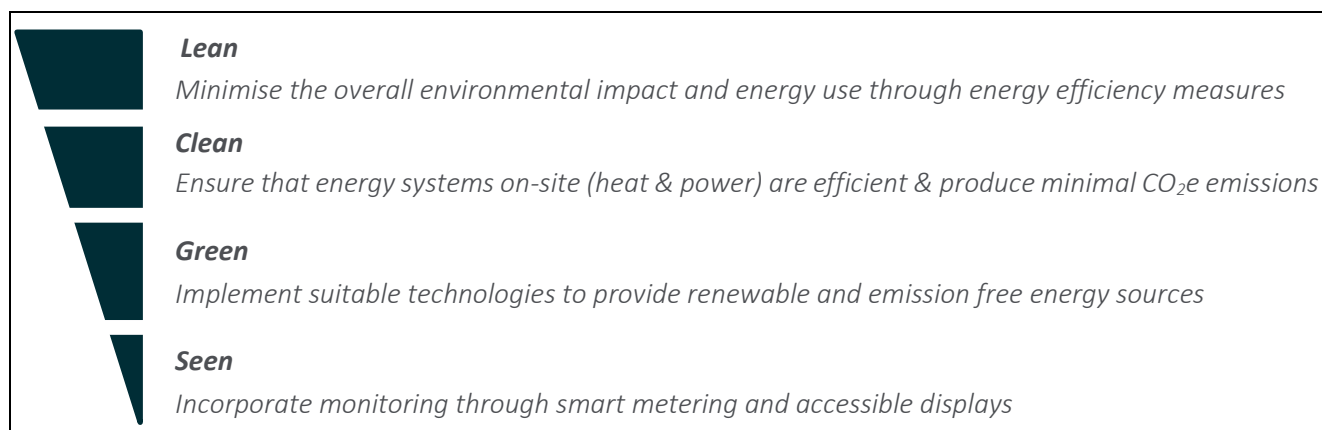 Lean
Minimise the overall environmental impact and energy use through energy efficiency measures
Clean
Ensure that energy systems on-site (heat & power) are efficient & produce minimal CO₂e emissions
Green
Implement suitable technologies to provide renewable and emission free energy sources
Seen
Incorporate monitoring through smart metering and accessible displays